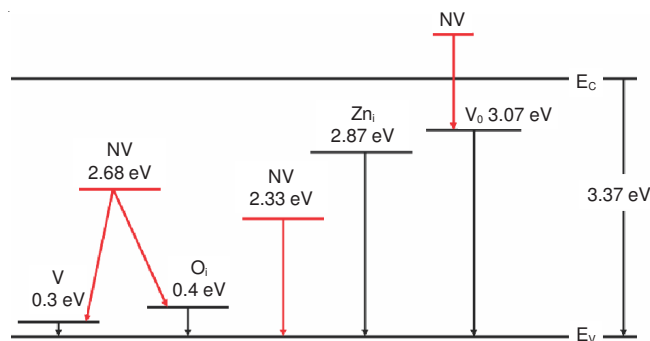 NV
E_C
Zn_i
2.87 eV
V_0 3.07 eV
NV
2.68 eV
NV
2.33 eV
3.37 eV
V
0.3 eV
O_i
0.4 eV
E_V